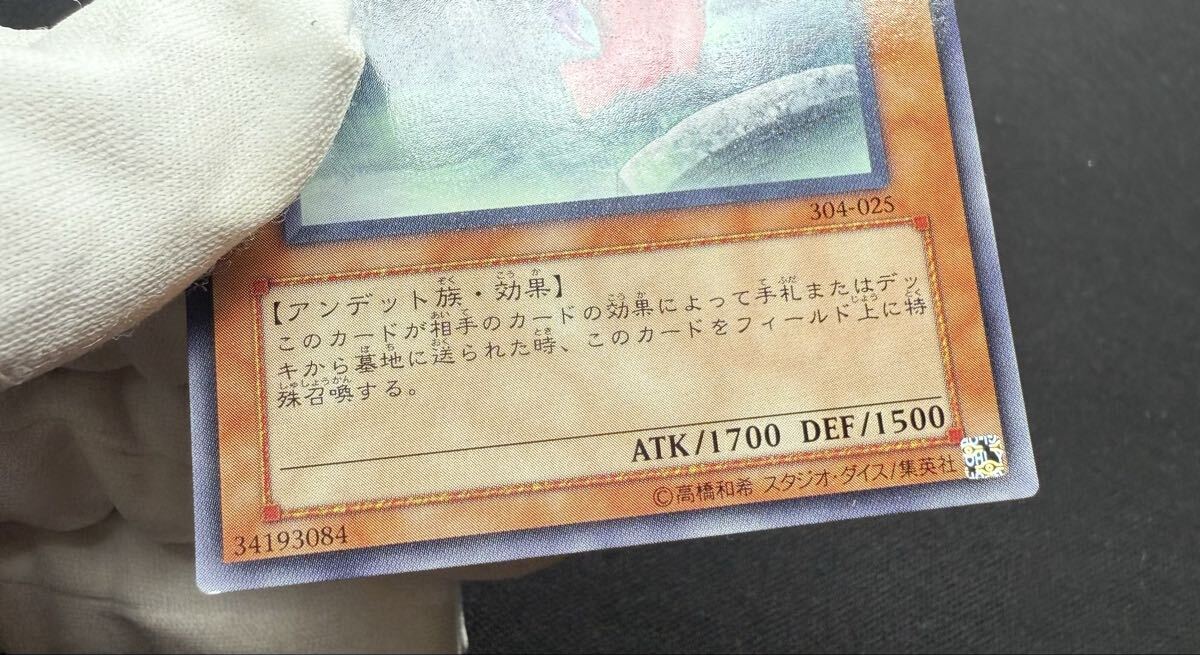 304-025
【アンデット族・効果】
このカードが相手のカードの効果によって手札またはデッ
キから墓地に送られた時、このカードをフィールド上に特
殊召喚する。
ATK/1700 DEF/1500
34193084
©高橋和希 スタジオ・ダイス/集英社